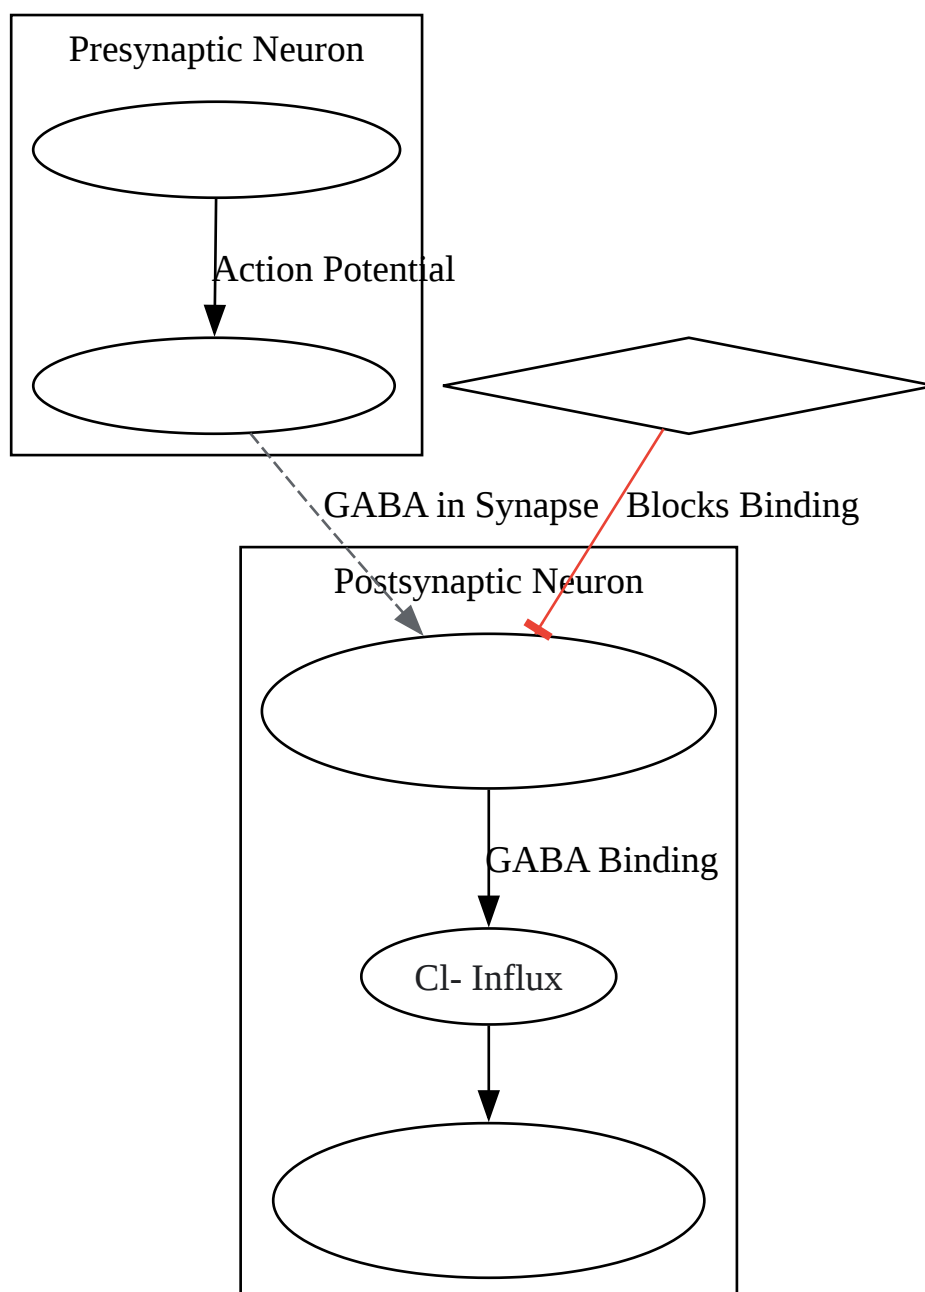 Presynaptic Neuron
Action Potential
GABA in Synapse
Blocks Binding
Postsynaptic Neuron
GABA Binding
Cl- Influx